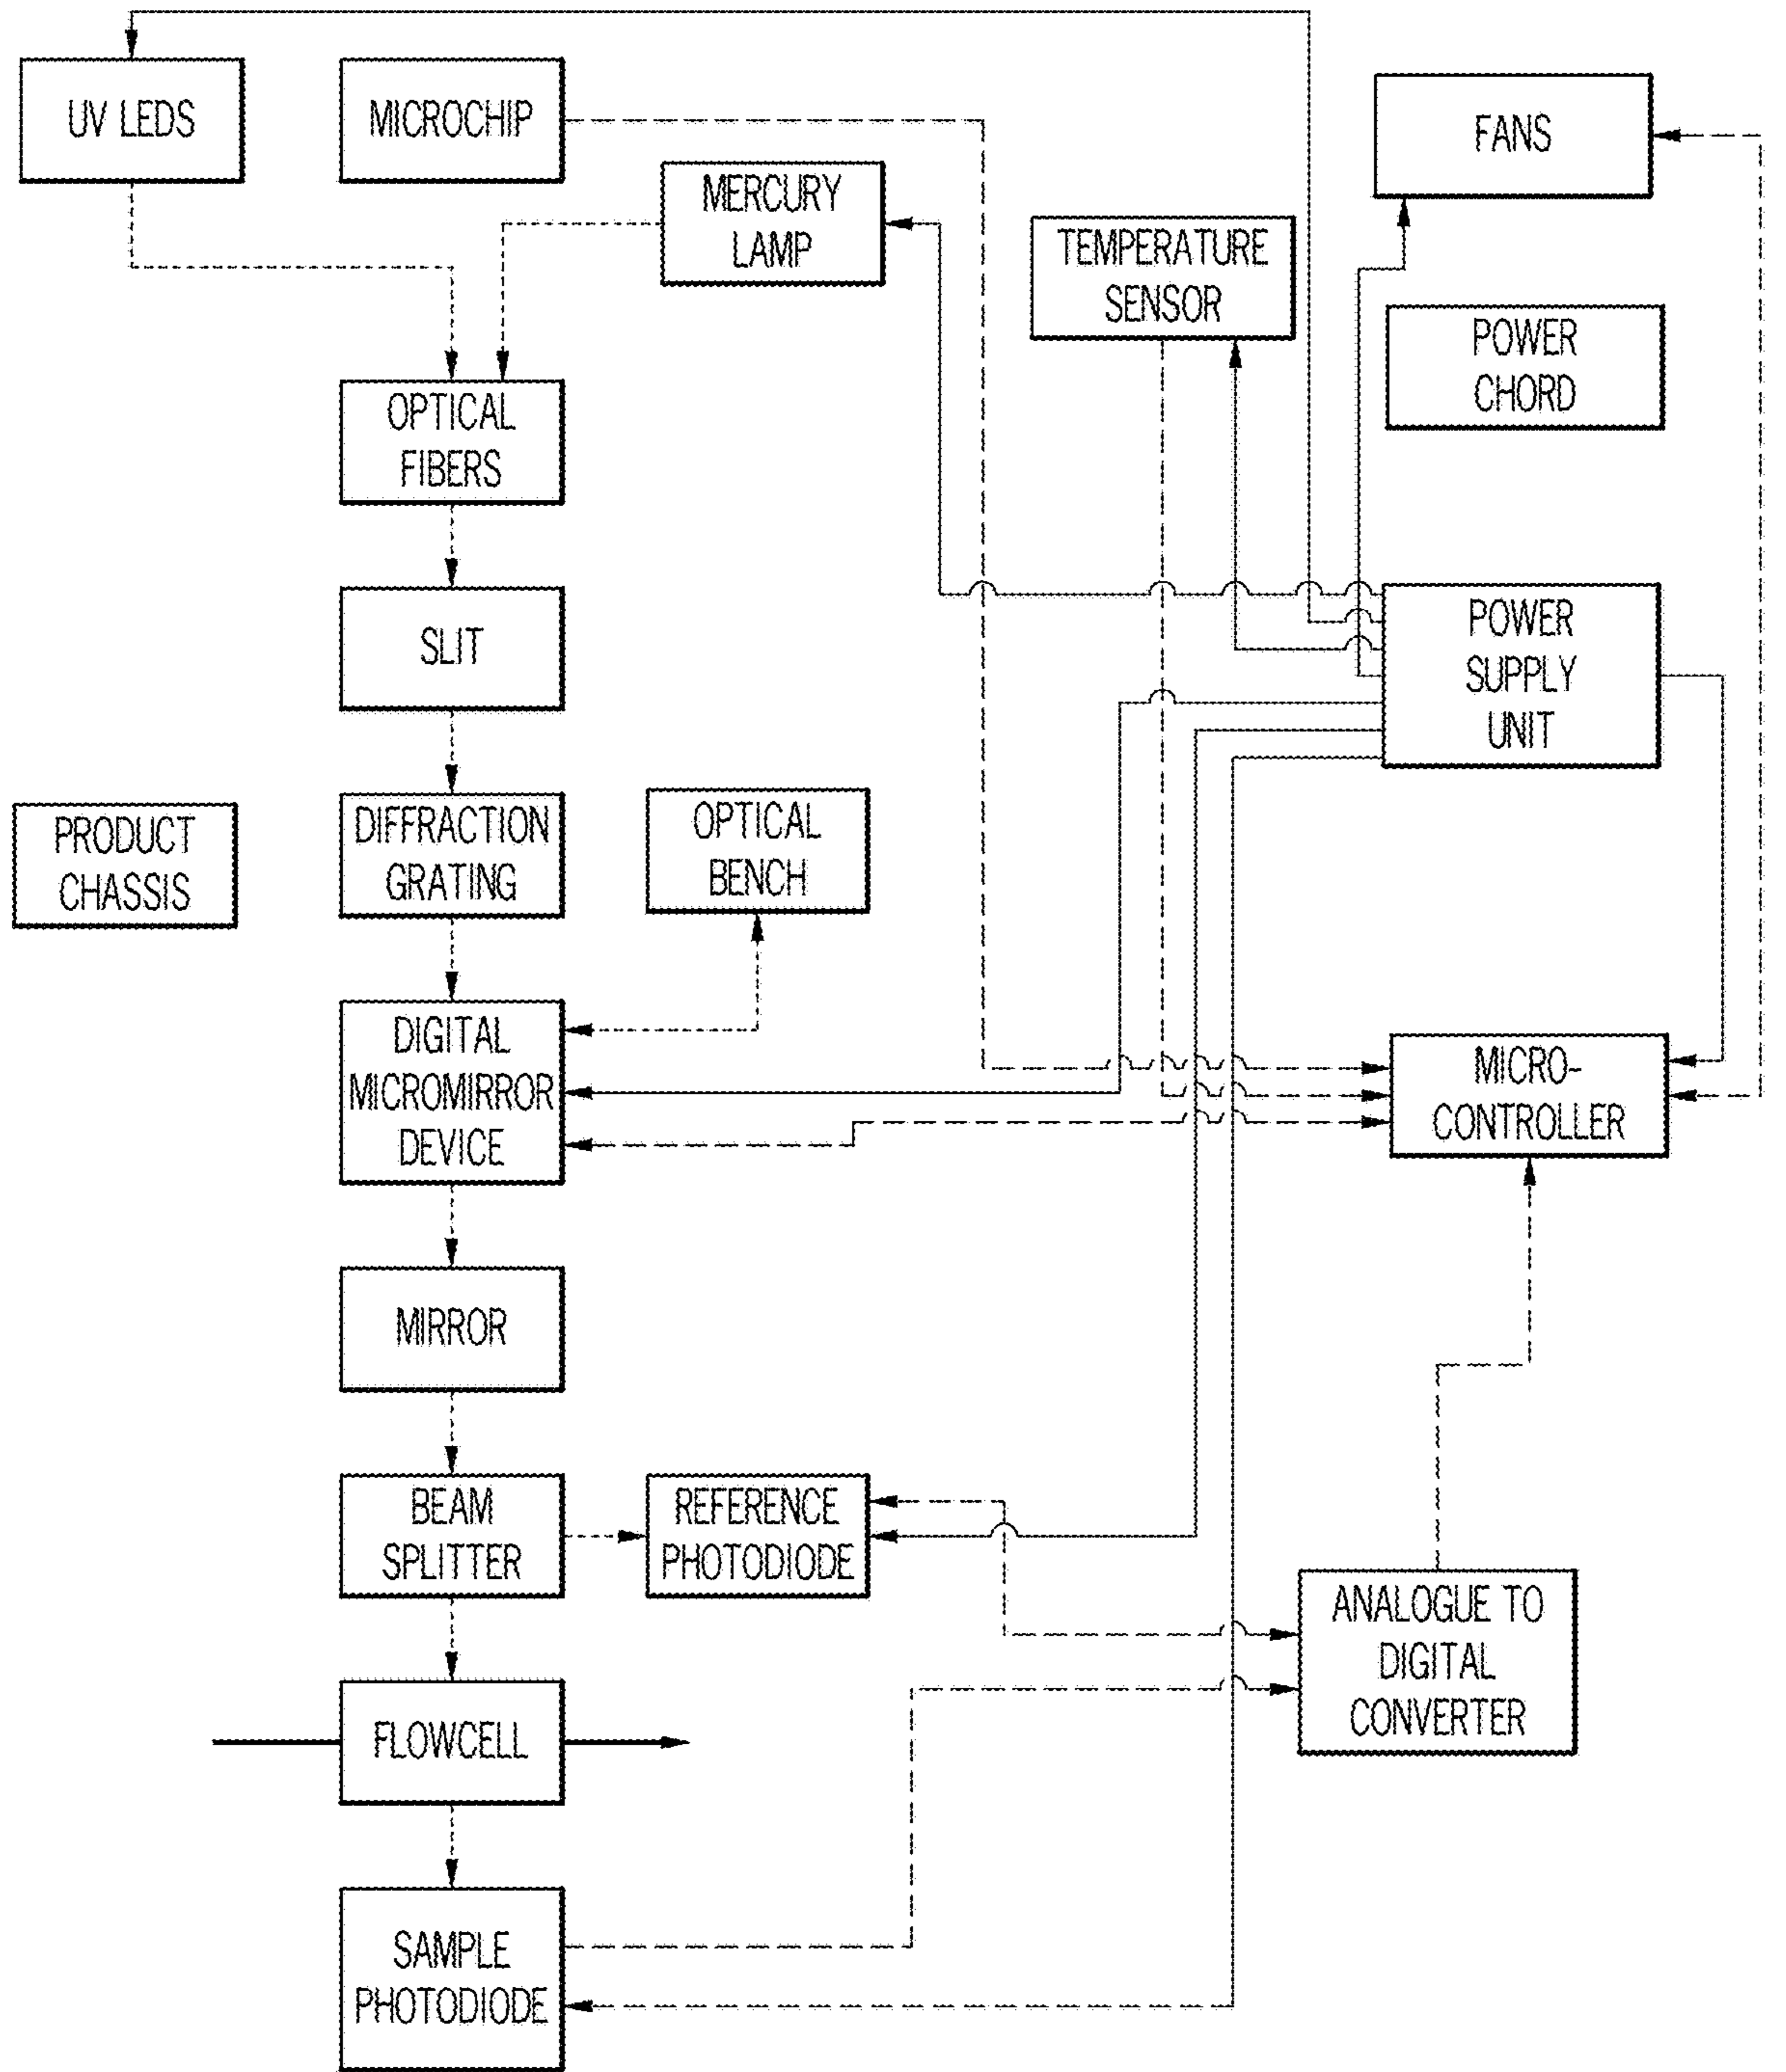 UV LEDS
MICROCHIP
FANS
MERCURY
LAMP
TEMPERATURE
SENSOR
POWER
CHORD
OPTICAL
FIBERS
SLIT
POWER
SUPPLY
UNIT
PRODUCT
CHASSIS
DIFFRACTION
GRATING
OPTICAL
BENCH
DIGITAL
MICROMIRROR
DEVICE
MICRO-
CONTROLLER
MIRROR
BEAM
SPLITTER
REFERENCE
PHOTODIODE
ANALOGUE TO
DIGITAL
CONVERTER
FLOWCELL
SAMPLE
PHOTODIODE